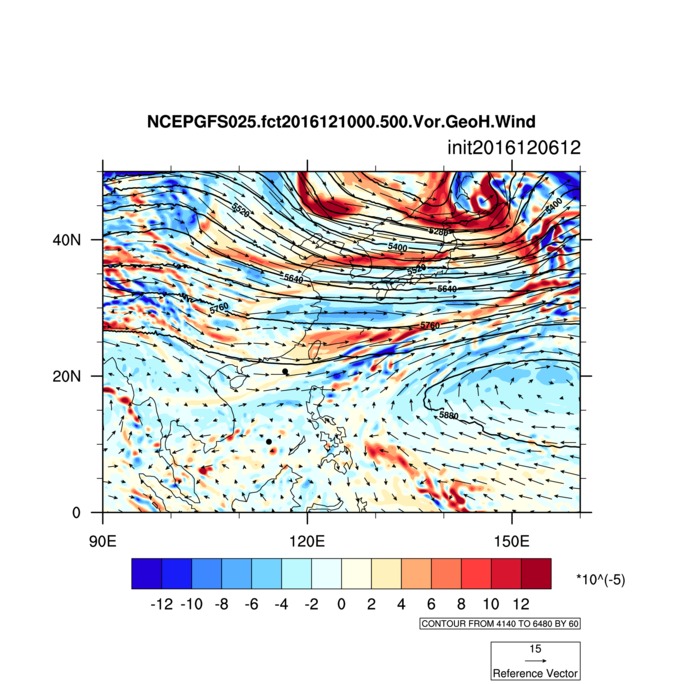 NCEPGFS025.fct2016121000.500.Vor.GeoH.Wind
init2016120612
5520
5400
5280
5400
40N
5640
5520
5640
5760
5760
20N
5880
0
90E 120E 150E
-12 -10 -8 -6 -4 -2 0 2 4 6 8 10 12
*10^(-5)
CONTOUR FROM 4140 TO 6480 BY 60
15
Reference Vector